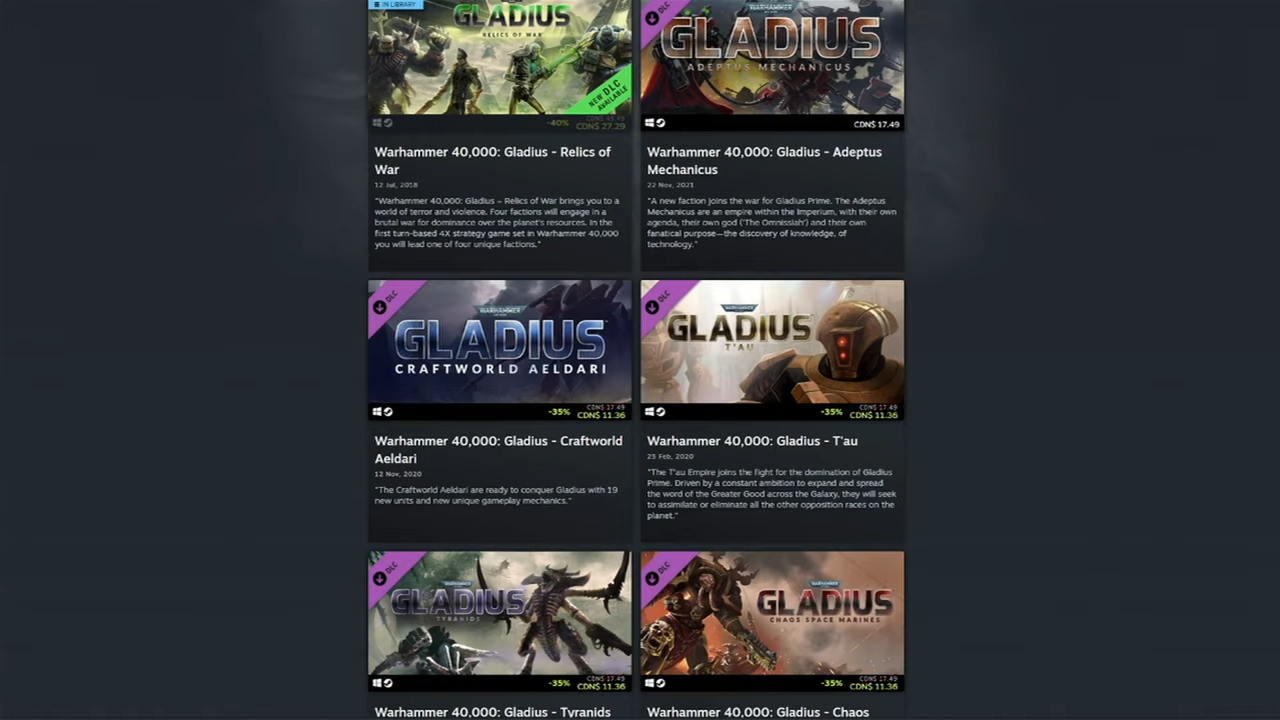 IN LIBRARY
GLADIUS
RELICS OF WAR
NEW DLC
AVAILABLE
-40%
CDN$ 45.49
CDN$ 27.29
Warhammer 40,000: Gladius - Relics of
War
12 Jul, 2018
"Warhammer 40,000: Gladius – Relics of War brings you to a
world of terror and violence. Four factions will engage in a
brutal war for dominance over the planet's resources. In the
first turn-based 4X strategy game set in Warhammer 40,000
you will lead one of four unique factions."
DLC
WARHAMMER
GLADIUS
ADEPTUS MECHANICUS
CDN$ 17.49
Warhammer 40,000: Gladius - Adeptus
Mechanicus
22 Nov, 2021
"A new faction joins the war for Gladius Prime. The Adeptus
Mechanicus are an empire within the Imperium, with their own
agenda, their own god ('The Omnissiah') and their own
fanatical purpose—the discovery of knowledge, of
technology."
DLC
WARHAMMER
GLADIUS
CRAFTWORLD AELDARI
-35%
CDN$ 17.49
CDN$ 11.36
Warhammer 40,000: Gladius - Craftworld
Aeldari
12 Nov, 2020
"The Craftworld Aeldari are ready to conquer Gladius with 19
new units and new unique gameplay mechanics."
DLC
WARHAMMER
GLADIUS
T'AU
-35%
CDN$ 17.49
CDN$ 11.36
Warhammer 40,000: Gladius - T'au
25 Feb, 2020
"The T'au Empire joins the fight for the domination of Gladius
Prime. Driven by a constant ambition to expand and spread
the word of the Greater Good across the Galaxy, they will seek
to assimilate or eliminate all the other opposition races on the
planet."
DLC
WARHAMMER
GLADIUS
TYRANIDS
-35%
CDN$ 17.49
CDN$ 11.36
Warhammer 40,000: Gladius - Tyranids
DLC
WARHAMMER
GLADIUS
CHAOS SPACE MARINES
-35%
CDN$ 17.49
CDN$ 11.36
Warhammer 40,000: Gladius - Chaos